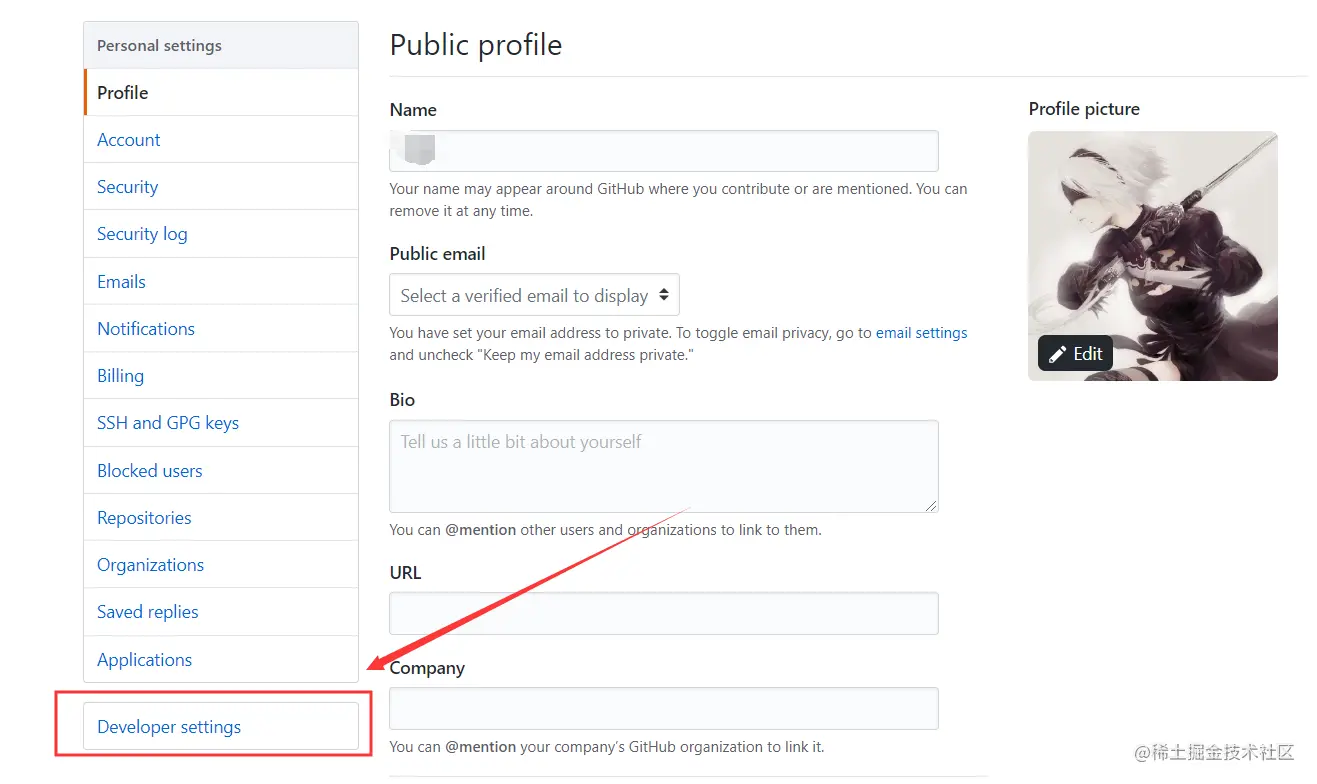 Personal settings
Profile
Account
Security
Security log
Emails
Notifications
Billing
SSH and GPG keys
Blocked users
Repositories
Organizations
Saved replies
Applications
Developer settings
Public profile
Name
Your name may appear around GitHub where you contribute or are mentioned. You can
remove it at any time.
Public email
Select a verified email to display
You have set your email address to private. To toggle email privacy, go to email settings
and uncheck "Keep my email address private."
Bio
Tell us a little bit about yourself
You can @mention other users and organizations to link to them.
URL
Company
You can @mention your company's GitHub organization to link it.
Profile picture
Edit
@稀土掘金技术社区